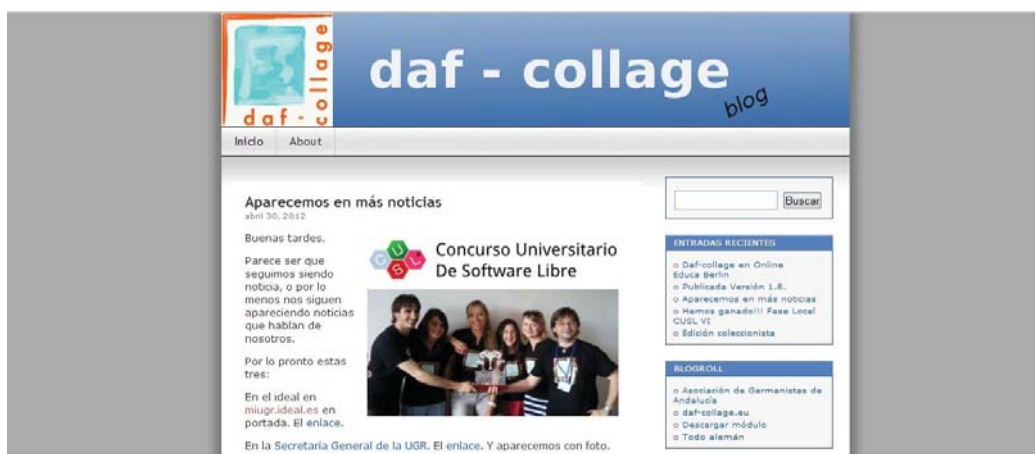 daf - collage
daf - collage
blog
Inicio About
Aparecemos en más noticias
abril 30, 2012
Buenas tardes.
Parece ser que
seguimos siendo
noticia, o por lo
menos nos siguen
apareciendo noticias
que hablan de
nosotros.
Por lo pronto estas
tres:
En el ideal en
miugr.ideal.es en
portada. El enlace.
En la Secretaría General de la UGR. El enlace. Y aparecemos con foto.
CUSL
Concurso Universitario
De Software Libre
Buscar
ENTRADAS RECIENTES
Daf-collage en Online
Educa Berlin
Publicada Versión 1.8.
Aparecemos en más noticias
Hemos ganado!!! Fase Local
CUSL VI
Edición coleccionista
BLOGROLL
Asociación de Germanistas de
Andalucía
daf-collage.eu
Descargar módulo
Todo alemán